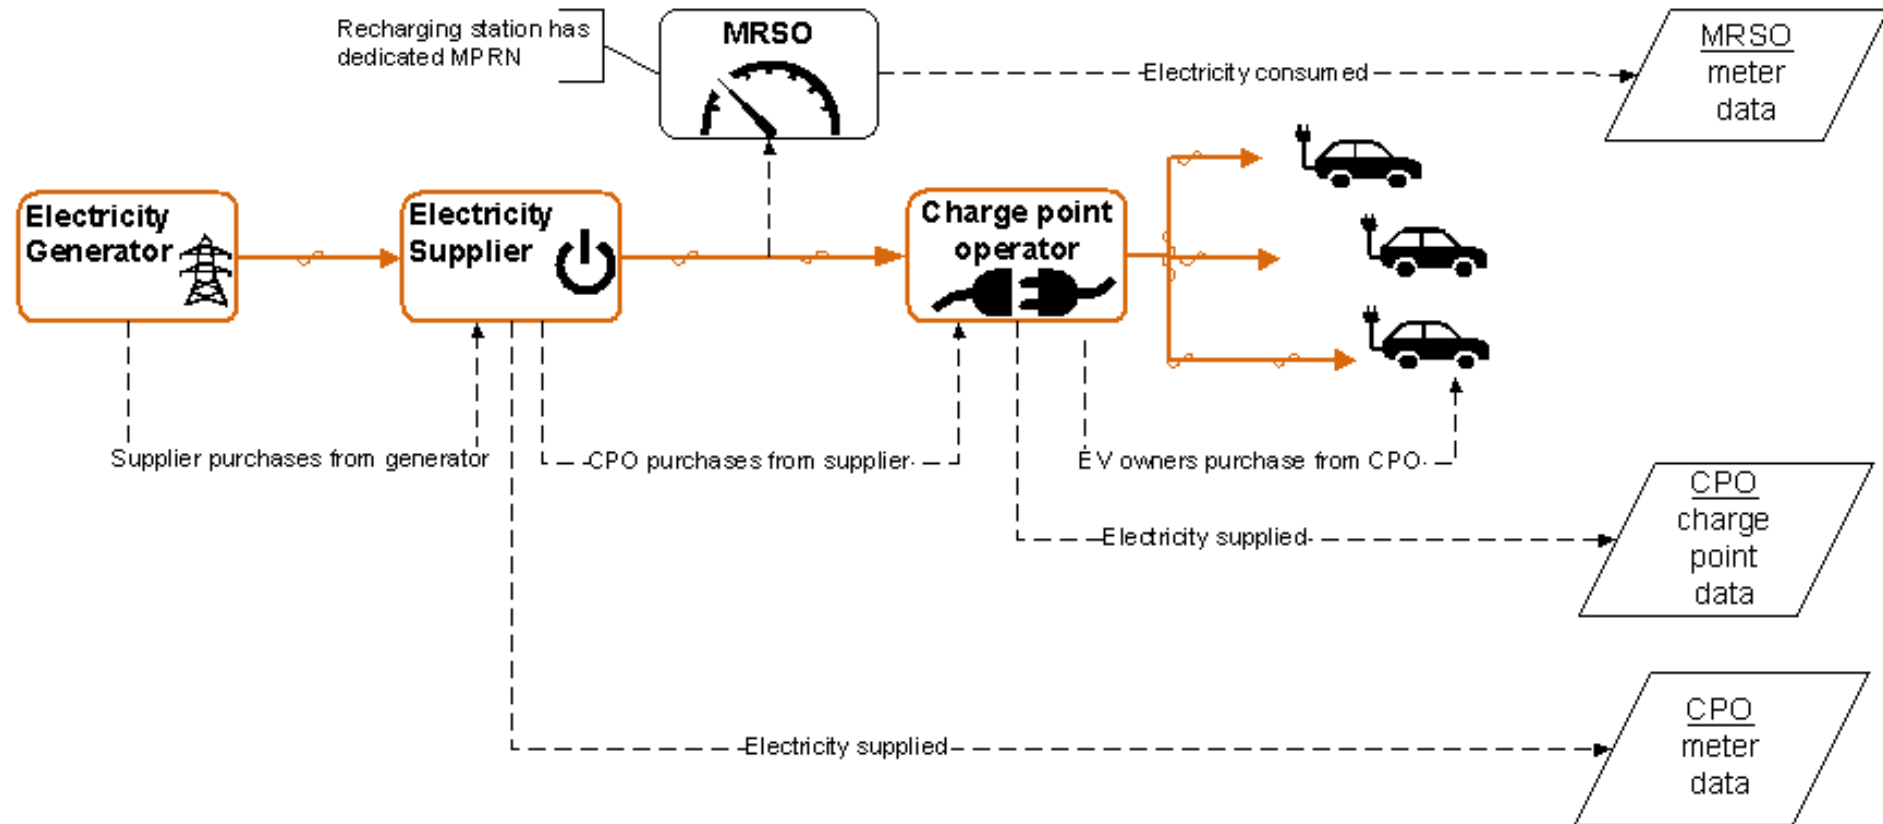 Recharging station has
dedicated MPRN
MRSO
Electricity consumed
MRSO
meter
data
Electricity
Generator
Electricity
Supplier
Charge point
operator
Supplier purchases from generator
CPO purchases from supplier
EV owners purchase from CPO
Electricity supplied
CPO
charge
point
data
Electricity supplied
CPO
meter
data